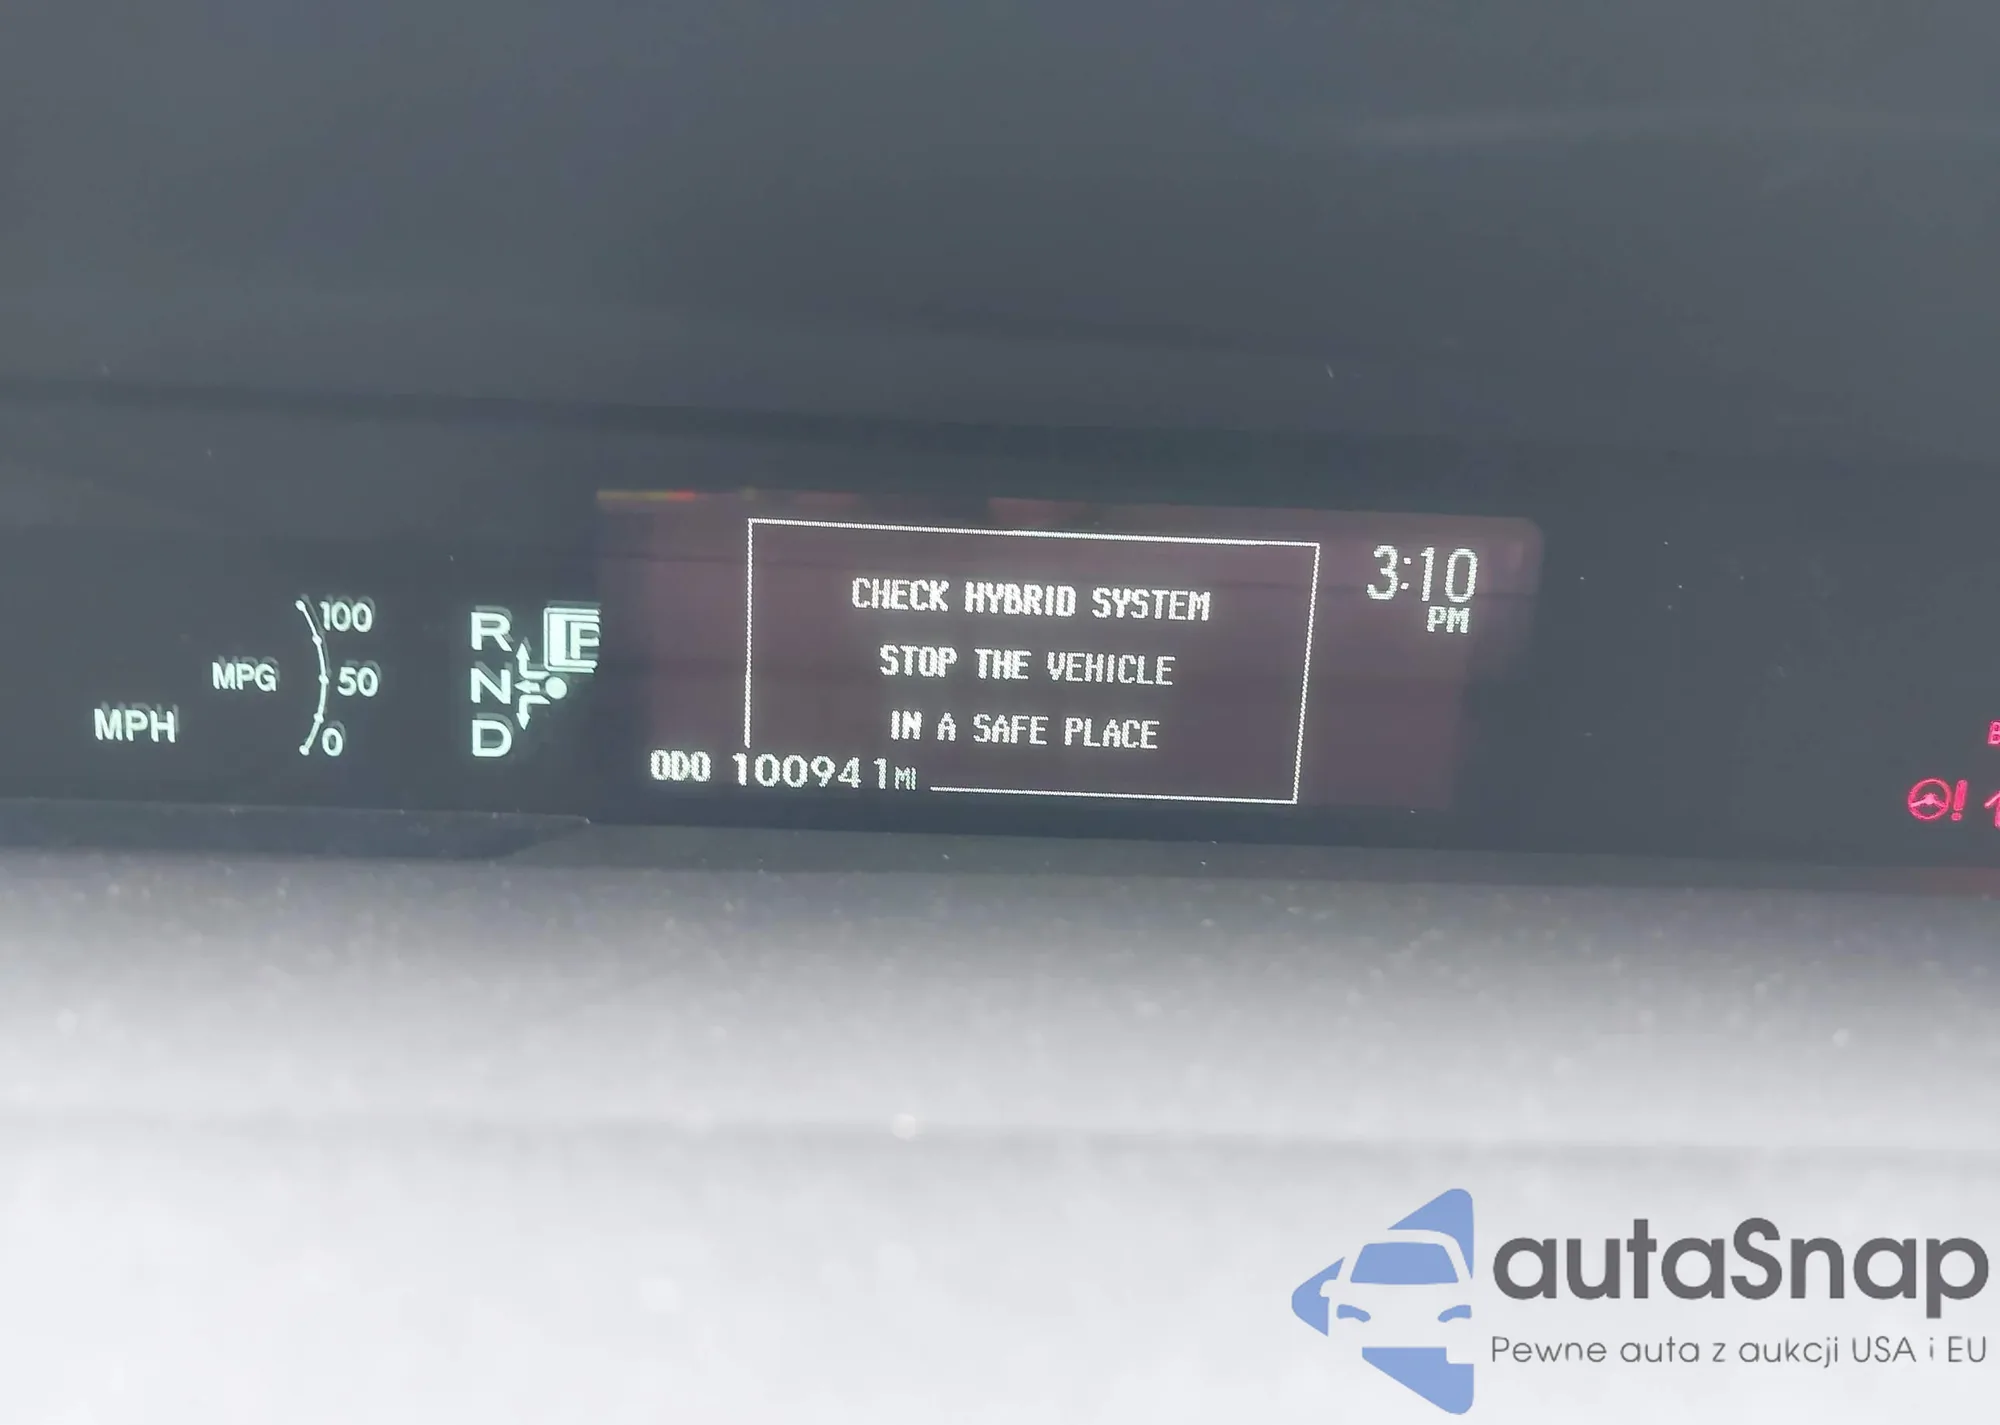 100
MPG 50
0
MPH
R
N
D
CHECK HYBRID SYSTEM
STOP THE VEHICLE
IN A SAFE PLACE
3:10
PM
ODO 100941 MI
!
autaSnap
Pewne auta z aukcji USA i EU